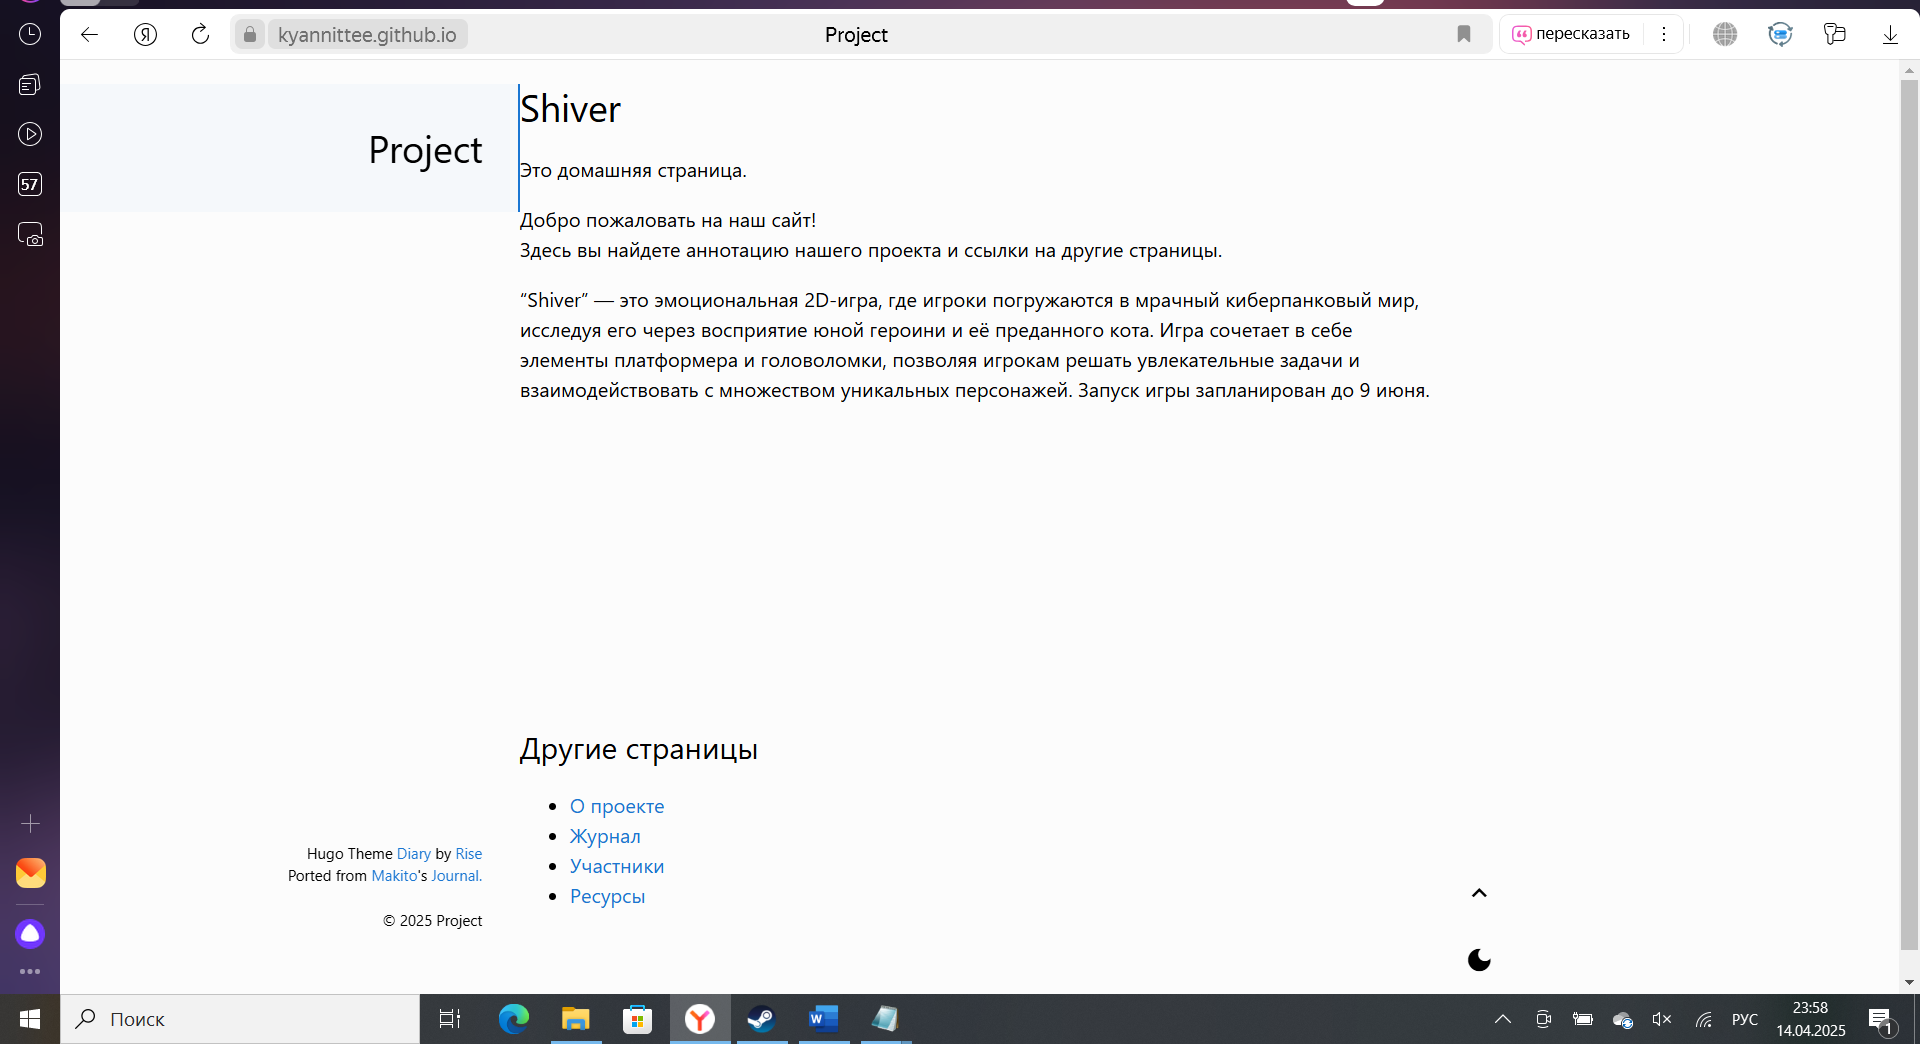 kyannittee.github.io
Project
пересказать
57
Project
Shiver
Это домашняя страница.
Добро пожаловать на наш сайт!
Здесь вы найдете аннотацию нашего проекта и ссылки на другие страницы.
“Shiver” — это эмоциональная 2D-игра, где игроки погружаются в мрачный киберпанковый мир,
исследуя его через восприятие юной героини и её преданного кота. Игра сочетает в себе
элементы платформера и головоломки, позволяя игрокам решать увлекательные задачи и
взаимодействовать с множеством уникальных персонажей. Запуск игры запланирован до 9 июня.
Другие страницы
О проекте
Журнал
Участники
Ресурсы
Hugo Theme Diary by Rise
Ported from Makito's Journal.
© 2025 Project
Поиск
РУС
23:58
14.04.2025
1